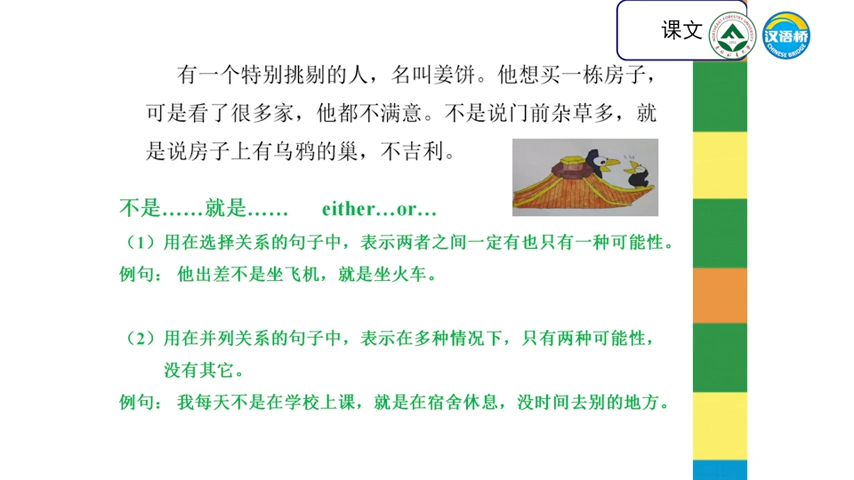 课文
汉语桥
CHINESE BRIDGE
有一个特别挑剔的人，名叫姜饼。他想买一栋房子，
可是看了很多家，他都不满意。不是说门前杂草多，就
是说房子上有乌鸦的巢，不吉利。
不是……就是…… either…or…
（1）用在选择关系的句子中，表示两者之间一定有也只有一种可能性。
例句： 他出差不是坐飞机，就是坐火车。
（2）用在并列关系的句子中，表示在多种情况下，只有两种可能性，
没有其它。
例句： 我每天不是在学校上课，就是在宿舍休息，没时间去别的地方。